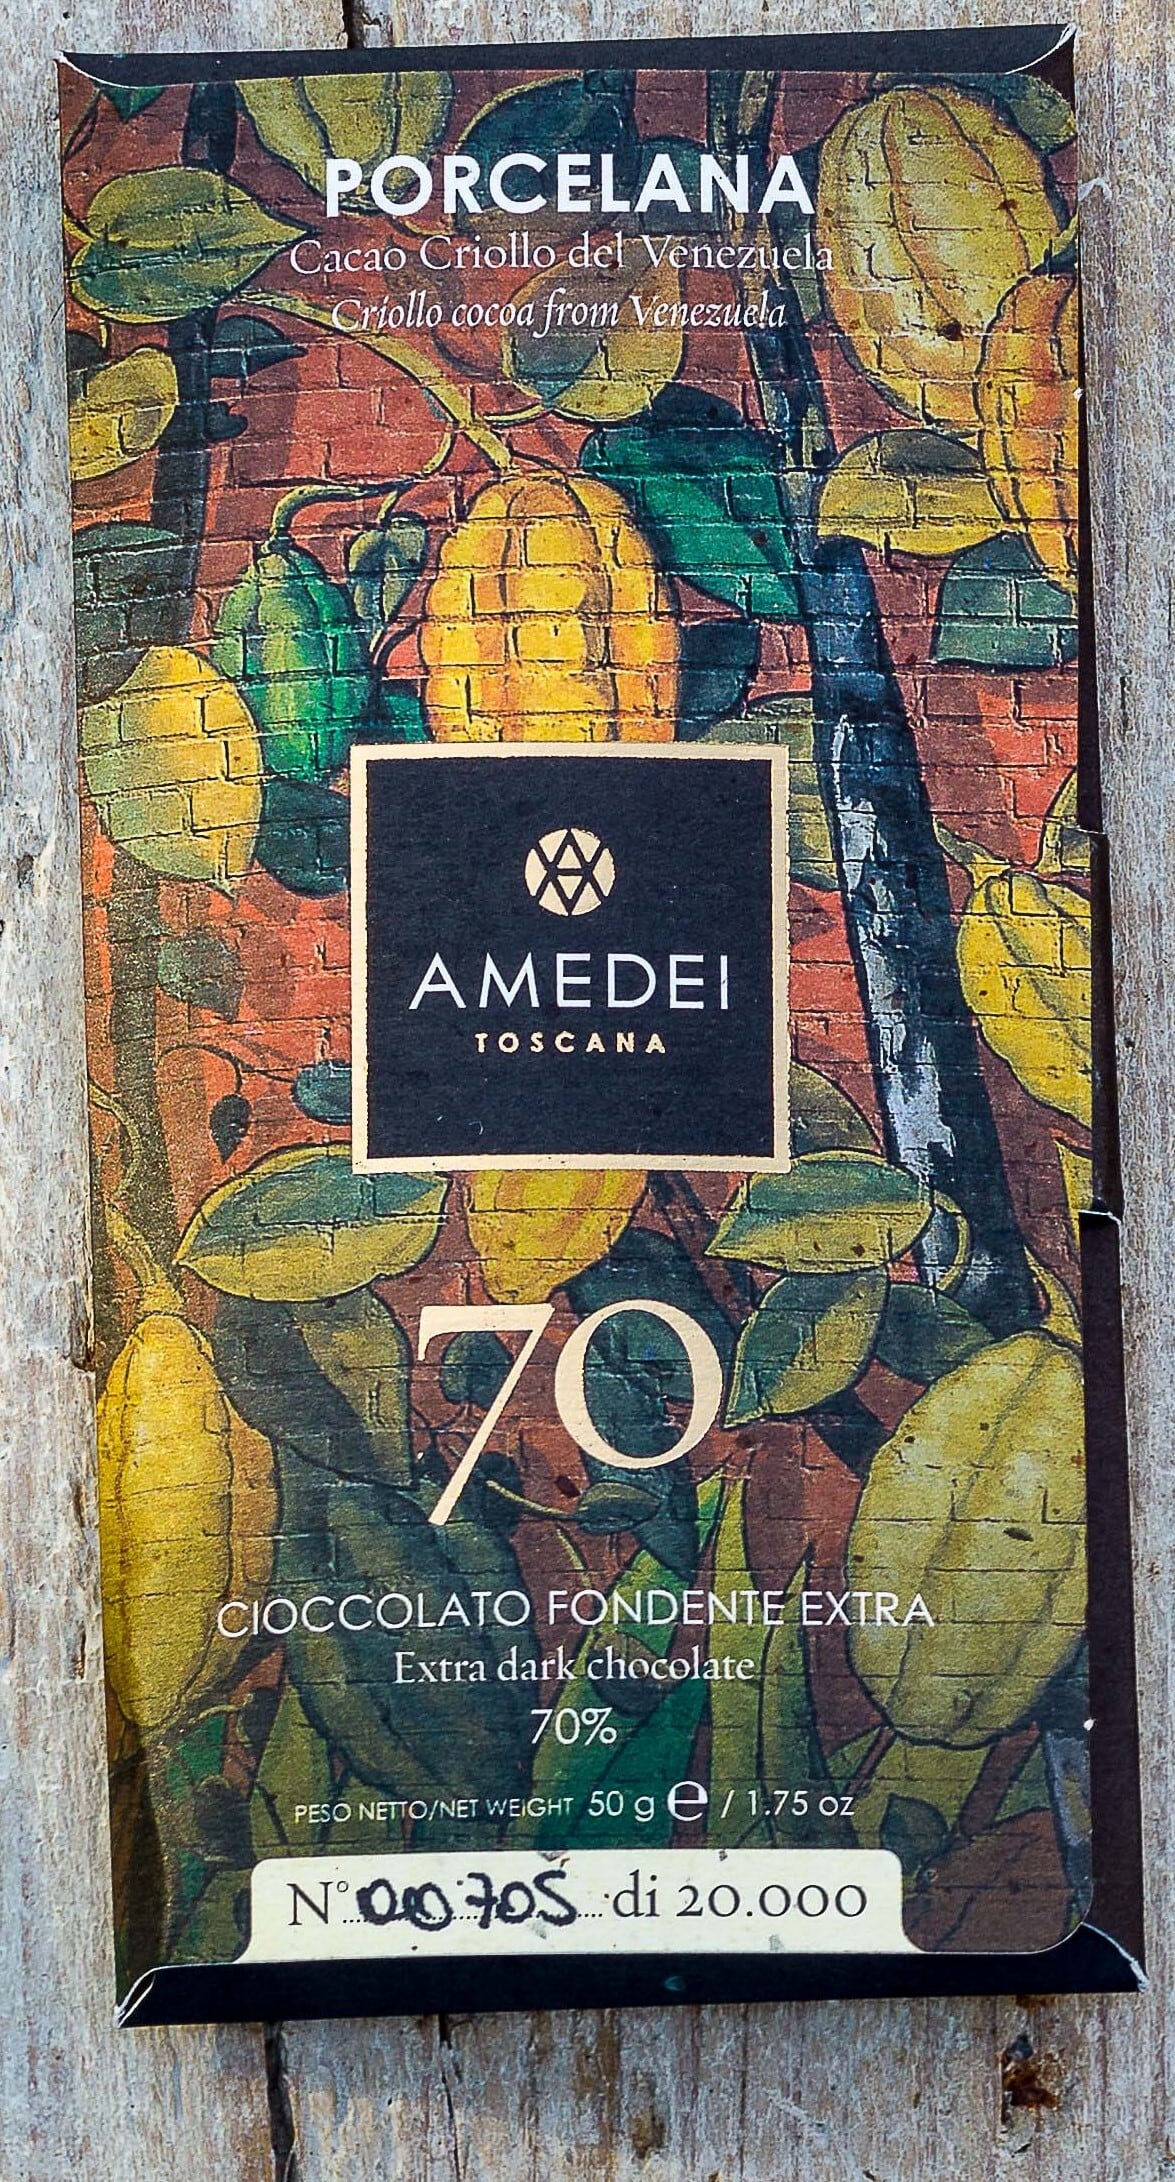 PORCELANA
Cacao Criollo del Venezuela
Criollo cocoa from Venezuela
AMEDEI
TOSCANA
70
CIOCCOLATO FONDENTE EXTRA
Extra dark chocolate
70%
PESO NETTO/NET WEIGHT 50 g ℮ / 1.75 oz
N° 00705 di 20.000